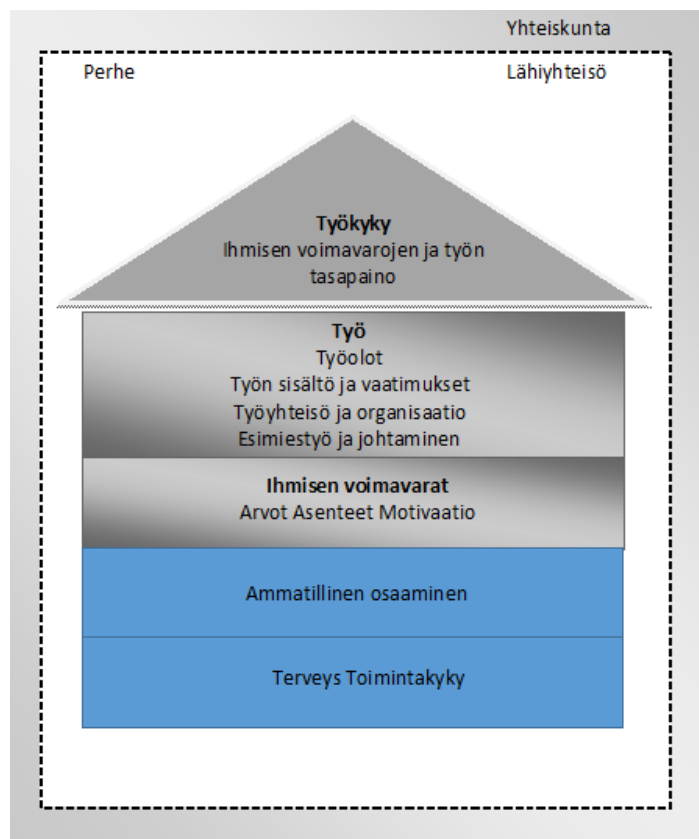 Yhteiskunta
Perhe
Lähiyhteisö
Työkyky
Ihmisen voimavarojen ja työn
tasapaino
Työ
Työolot
Työn sisältö ja vaatimukset
Työyhteisö ja organisaatio
Esimiestyö ja johtaminen
Ihmisen voimavarat
Arvot Asenteet Motivaatio
Ammatillinen osaaminen
Terveys Toimintakyky